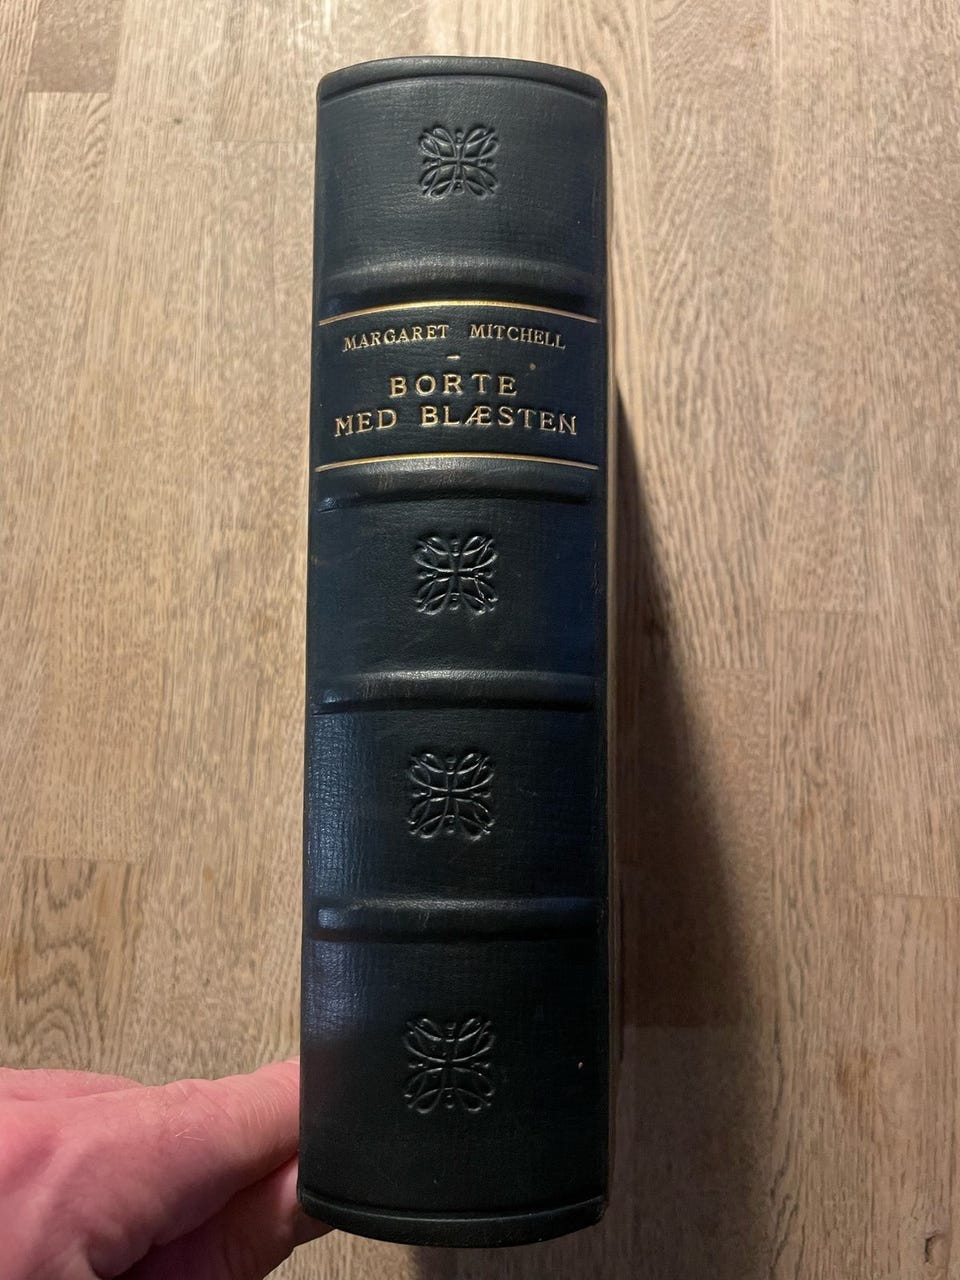 MARGARET MITCHELL
–
BORTE
MED BLÆSTEN